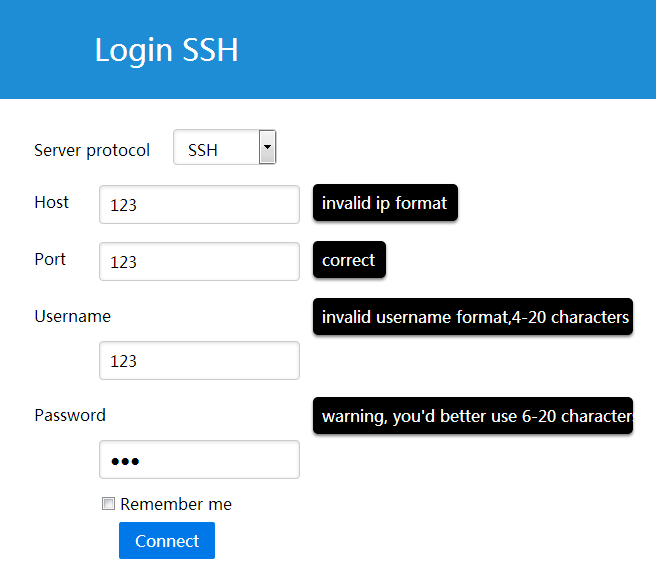 Login SSH
Server protocol SSH
Host 123 invalid ip format
Port 123 correct
Username invalid username format,4-20 characters
123
Password warning, you'd better use 6-20 characters
•••
Remember me
Connect